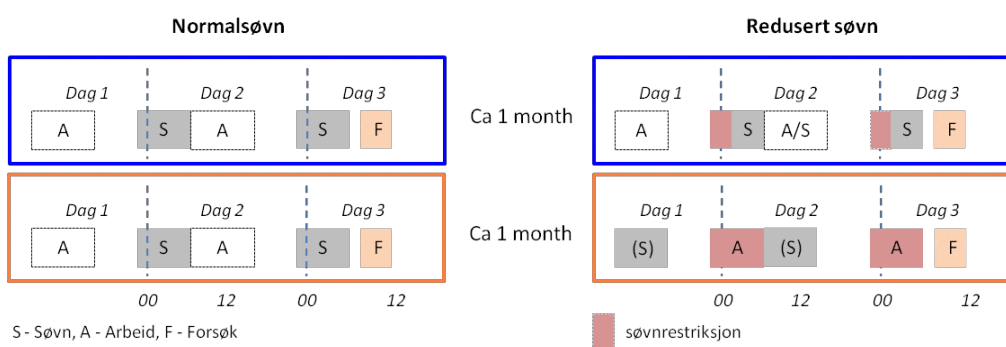 Normalsøvn
Redusert søvn
Dag 1 Dag 2 Dag 3
A S A S F
Ca 1 month
Dag 1 Dag 2 Dag 3
A S A/S S F
Dag 1 Dag 2 Dag 3
A S A S F
Ca 1 month
Dag 1 Dag 2 Dag 3
(S) A (S) A F
00 12 00 12
00 12 00 12
S - Søvn, A - Arbeid, F - Forsøk
søvnrestriksjon